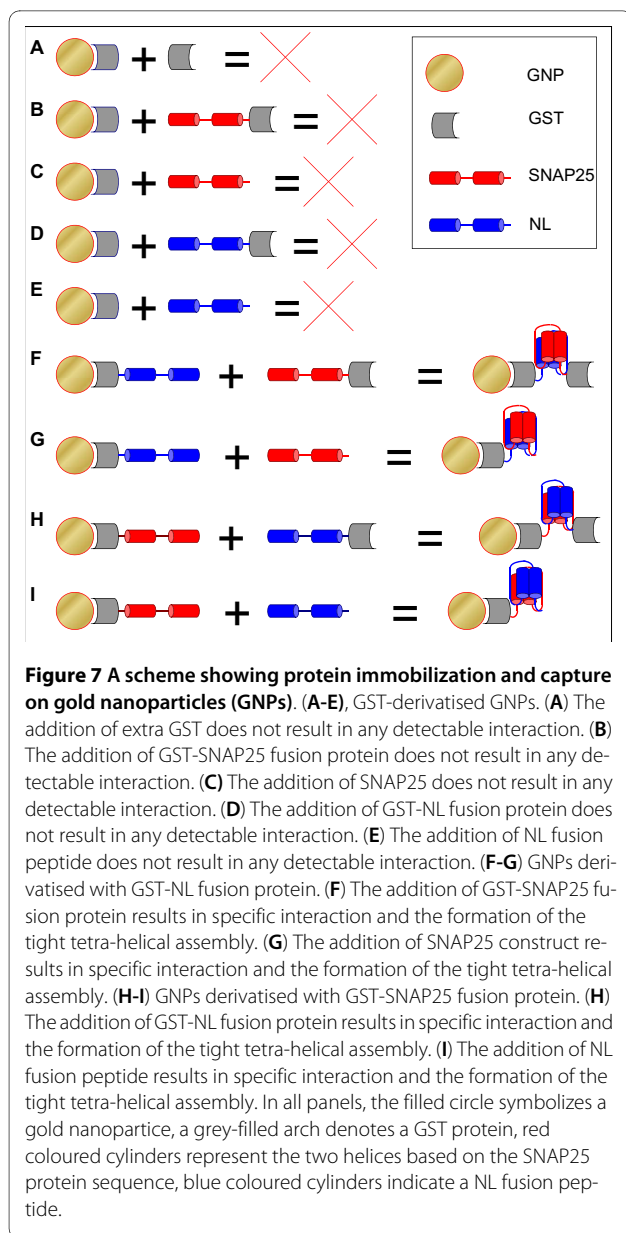 A + =
GNP
B + =
GST
C + =
SNAP25
D + =
NL
E + =
F + =
G + =
H + =
I + =
Figure 7 A scheme showing protein immobilization and capture
on gold nanoparticles (GNPs). (A-E), GST-derivatised GNPs. (A) The
addition of extra GST does not result in any detectable interaction. (B)
The addition of GST-SNAP25 fusion protein does not result in any de-
tectable interaction. (C) The addition of SNAP25 does not result in any
detectable interaction. (D) The addition of GST-NL fusion protein does
not result in any detectable interaction. (E) The addition of NL fusion
peptide does not result in any detectable interaction. (F-G) GNPs deri-
vatised with GST-NL fusion protein. (F) The addition of GST-SNAP25 fu-
sion protein results in specific interaction and the formation of the
tight tetra-helical assembly. (G) The addition of SNAP25 construct re-
sults in specific interaction and the formation of the tight tetra-helical
assembly. (H-I) GNPs derivatised with GST-SNAP25 fusion protein. (H)
The addition of GST-NL fusion protein results in specific interaction and
the formation of the tight tetra-helical assembly. (I) The addition of NL
fusion peptide results in specific interaction and the formation of the
tight tetra-helical assembly. In all panels, the filled circle symbolizes a
gold nanopartice, a grey-filled arch denotes a GST protein, red
coloured cylinders represent the two helices based on the SNAP25
protein sequence, blue coloured cylinders indicate a NL fusion pep-
tide.